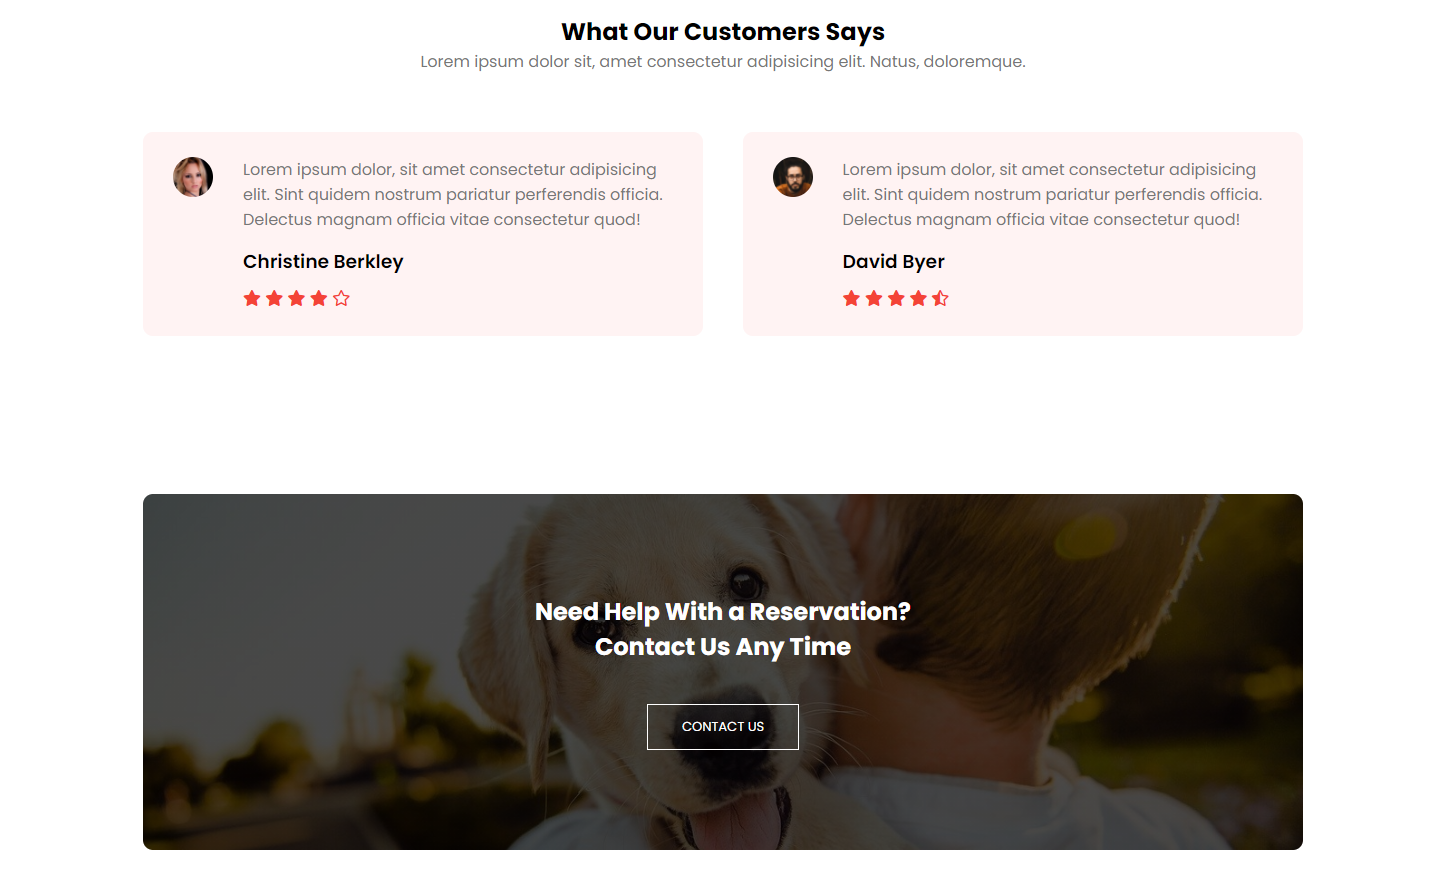 What Our Customers Says
Lorem ipsum dolor sit, amet consectetur adipisicing elit. Natus, doloremque.
Lorem ipsum dolor, sit amet consectetur adipisicing
elit. Sint quidem nostrum pariatur perferendis officia.
Delectus magnam officia vitae consectetur quod!
Christine Berkley
Lorem ipsum dolor, sit amet consectetur adipisicing
elit. Sint quidem nostrum pariatur perferendis officia.
Delectus magnam officia vitae consectetur quod!
David Byer
Need Help With a Reservation?
Contact Us Any Time
CONTACT US